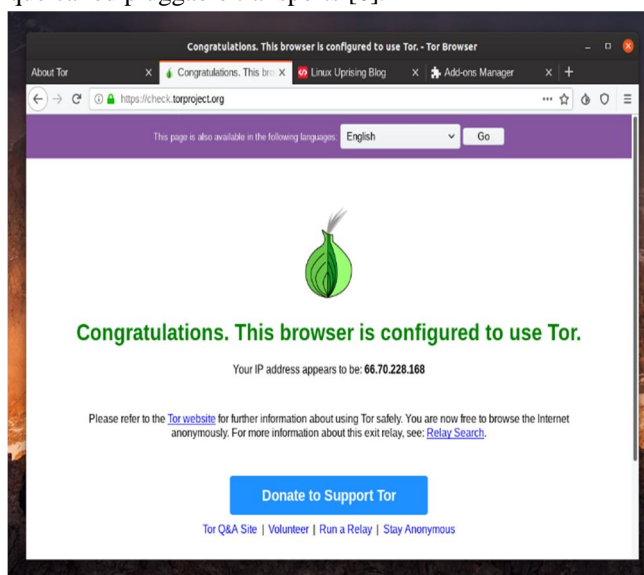 Congratulations. This browser is configured to use Tor. - Tor Browser
About Tor
Congratulations. This bro
Linux Uprising Blog
Add-ons Manager
https://check.torproject.org
This page is also available in the following languages: English Go
Congratulations. This browser is configured to use Tor.
Your IP address appears to be: 66.70.228.168
Please refer to the Tor website for further information about using Tor safely. You are now free to browse the Internet
anonymously. For more information about this exit relay, see: Relay Search.
Donate to Support Tor
Tor Q&A Site | Volunteer | Run a Relay | Stay Anonymous